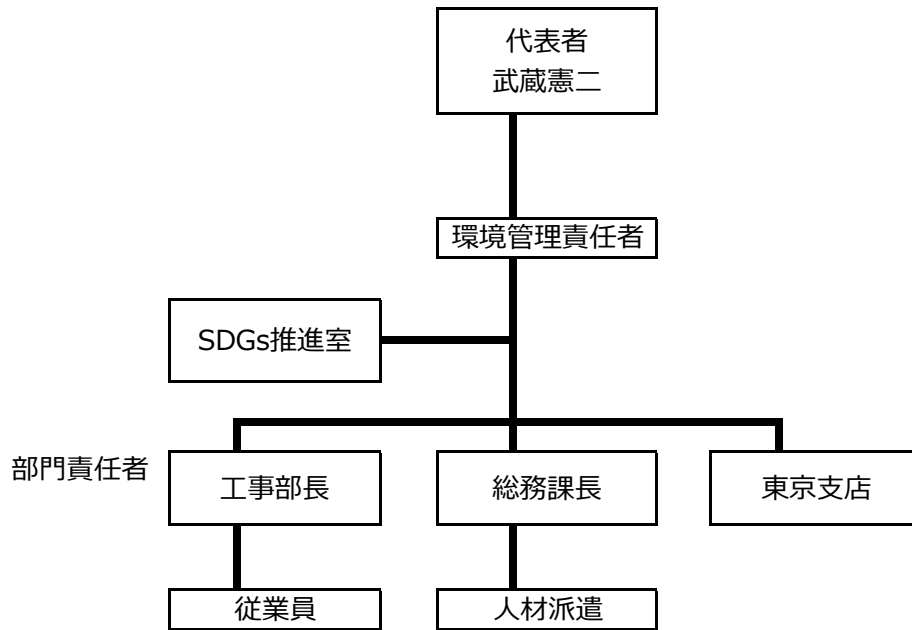 代表者
武蔵憲二
環境管理責任者
SDGs推進室
部門責任者
工事部長
総務課長
東京支店
従業員
人材派遣